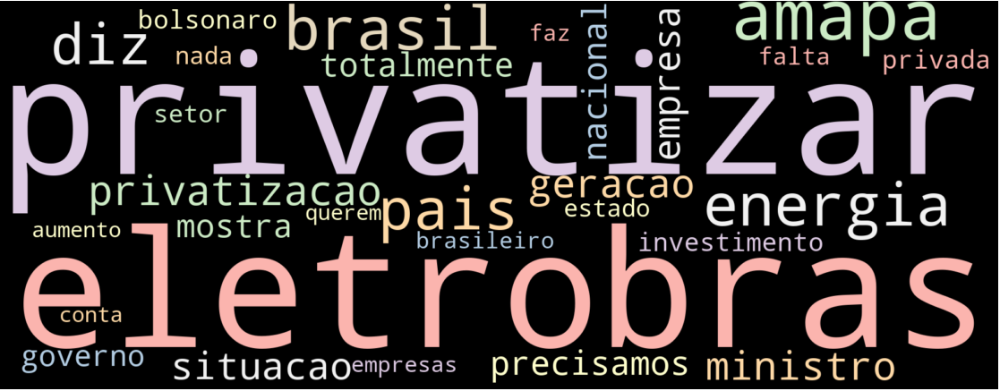 bolsonaro
brasil
faz
nacional
empresa
amapa
diz
nada
totalmente
falta
privada
privatizar
setor
privatizacao
pais
geracao
energia
mostra
querem
estado
aumento
brasileiro
investimento
eletrobras
conta
governo
situacao
empresas
precisamos
ministro